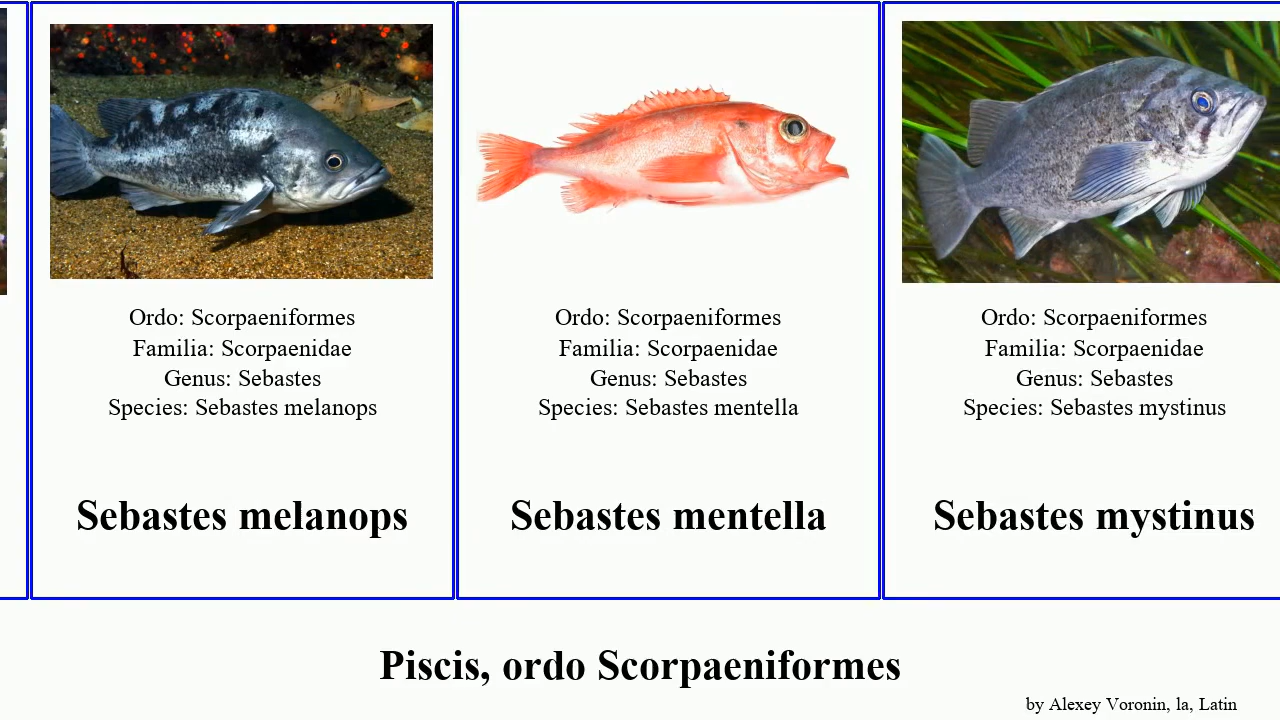 Ordo: Scorpaeniformes
Familia: Scorpaenidae
Genus: Sebastes
Species: Sebastes melanops
Sebastes melanops
Ordo: Scorpaeniformes
Familia: Scorpaenidae
Genus: Sebastes
Species: Sebastes mentella
Sebastes mentella
Ordo: Scorpaeniformes
Familia: Scorpaenidae
Genus: Sebastes
Species: Sebastes mystinus
Sebastes mystinus
Piscis, ordo Scorpaeniformes
by Alexey Voronin, la, Latin